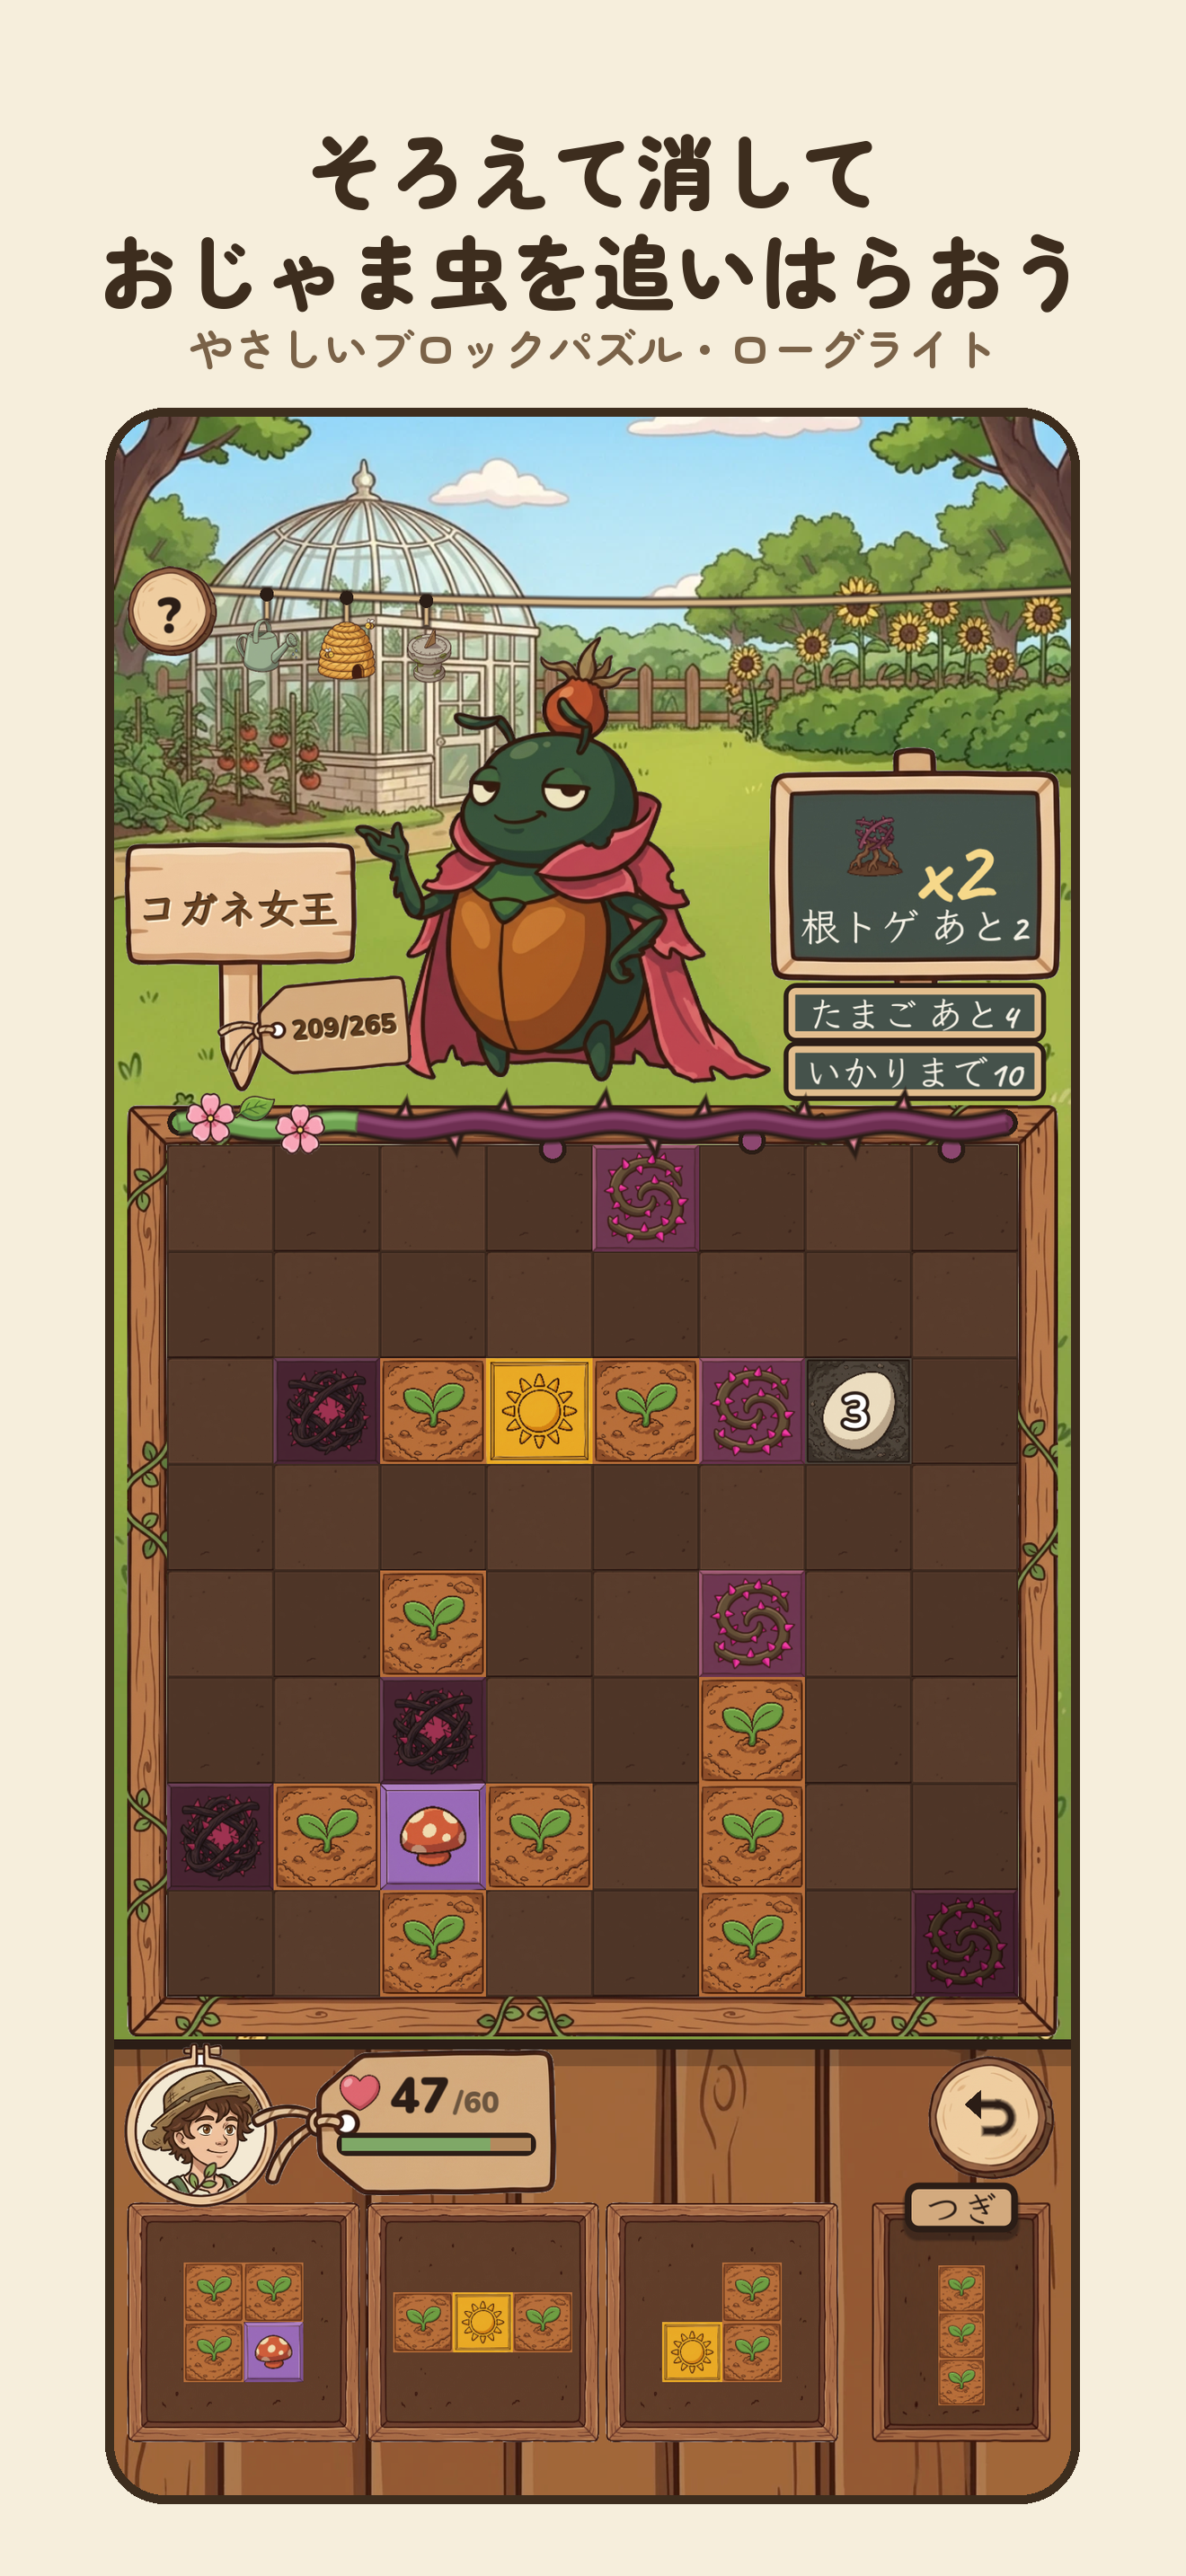 そろえて消して
おじゃま虫を追いはらおう
やさしいブロックパズル・ローグライト
?
コガネ女王
209/265
x2
根トゲ あと2
たまご あと4
いかりまで10
3
47/60
つぎ